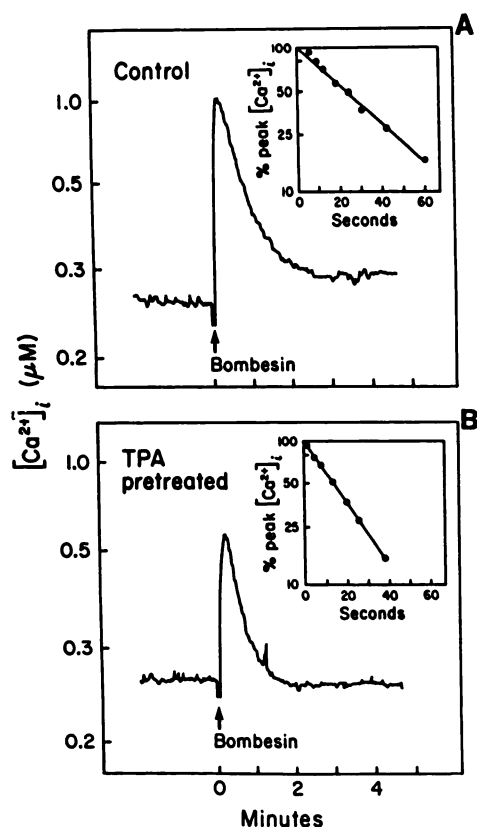 A
Control
1.0
0.5
0.3
0.2
% peak [Ca²⁺]ᵢ
100
50
25
10
0 20 40 60
Seconds
Bombesin
[Ca²⁺]ᵢ (μM)
B
TPA
pretreated
1.0
0.5
0.3
0.2
% peak [Ca²⁺]ᵢ
100
50
25
10
0 20 40 60
Seconds
Bombesin
0 2 4
Minutes